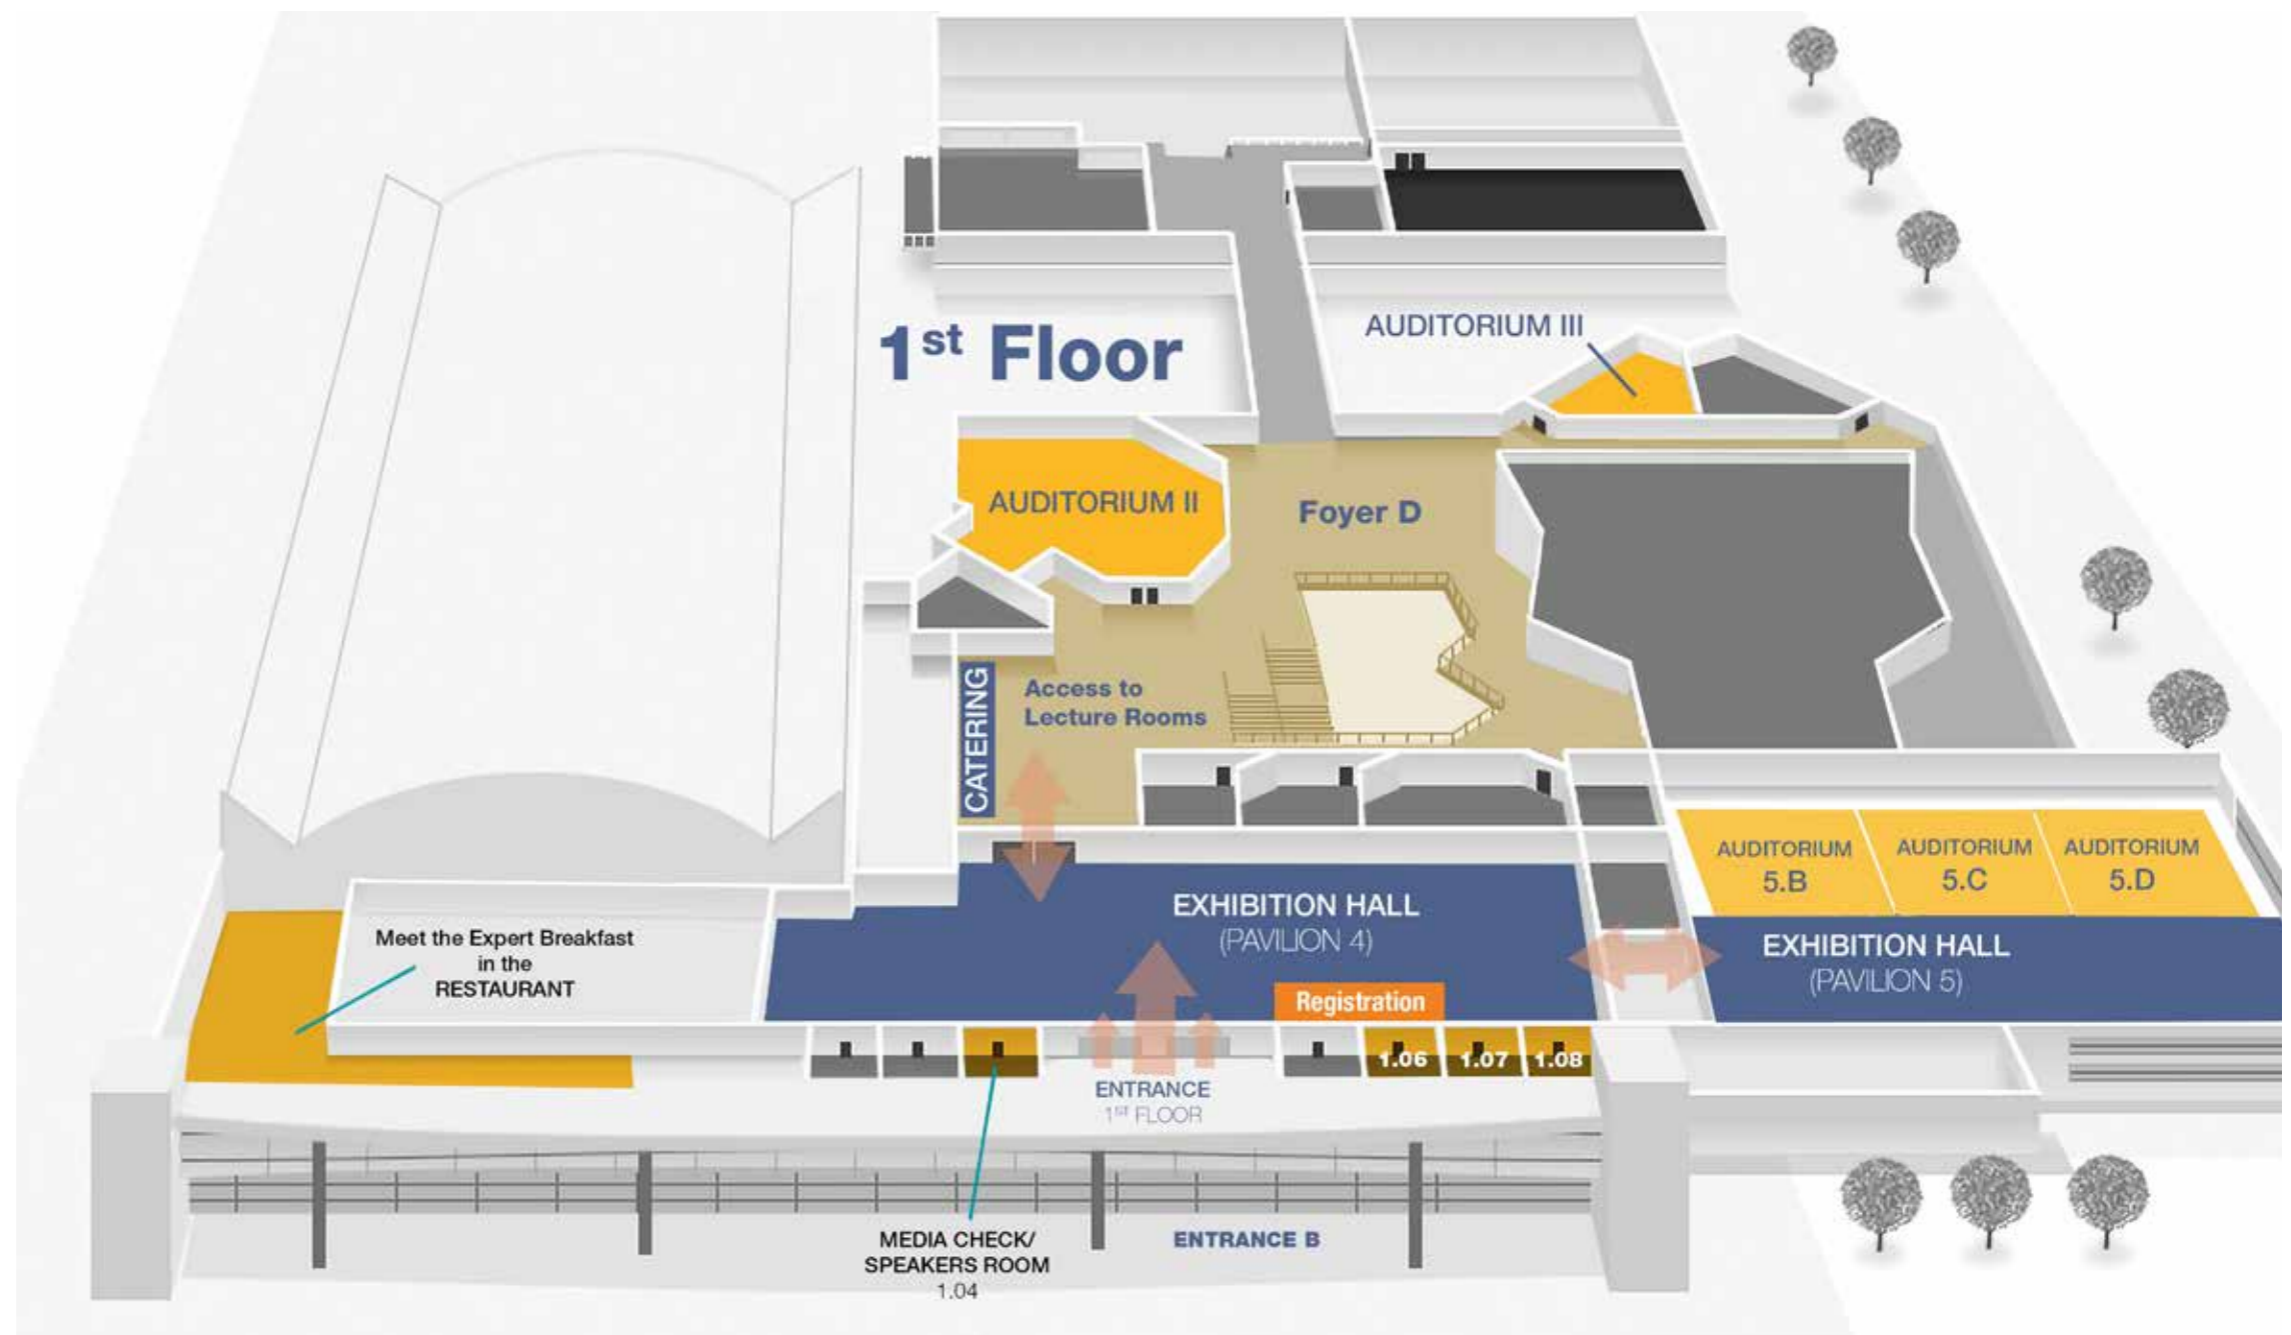 1st Floor
AUDITORIUM III
AUDITORIUM II
Foyer D
CATERING
Access to
Lecture Rooms
AUDITORIUM
5.B
AUDITORIUM
5.C
AUDITORIUM
5.D
EXHIBITION HALL
(PAVILION 4)
EXHIBITION HALL
(PAVILION 5)
Meet the Expert Breakfast
in the
RESTAURANT
Registration
1.06
1.07
1.08
ENTRANCE
1ST FLOOR
MEDIA CHECK/
SPEAKERS ROOM
1.04
ENTRANCE B